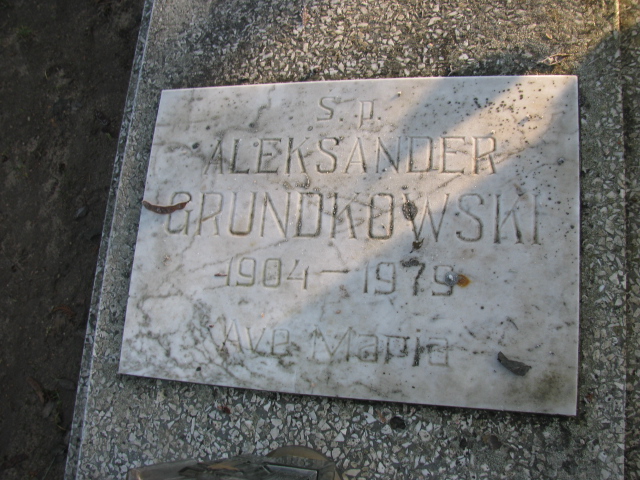 Ś. p.
ALEKSANDER
GRUNDKOWSKI
1904 – 1979
Ave Maria